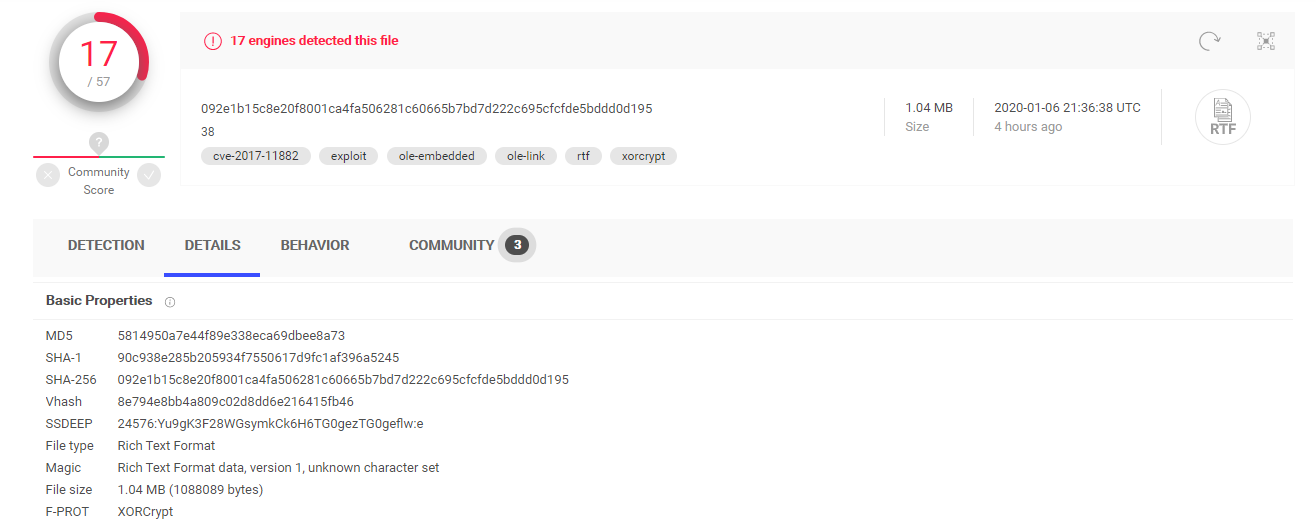 17
/ 57
?
Community
Score
17 engines detected this file
092e1b15c8e20f8001ca4fa506281c60665b7bd7d222c695cfcfde5bddd0d195
38
1.04 MB
Size
2020-01-06 21:36:38 UTC
4 hours ago
RTF
cve-2017-11882 exploit ole-embedded ole-link rtf xorcrypt
DETECTION DETAILS BEHAVIOR COMMUNITY 3
Basic Properties
MD5 5814950a7e44f89e338eca69dbee8a73
SHA-1 90c938e285b205934f7550617d9fc1af396a5245
SHA-256 092e1b15c8e20f8001ca4fa506281c60665b7bd7d222c695cfcfde5bddd0d195
Vhash 8e794e8bb4a809c02d8dd6e216415fb46
SSDEEP 24576:Yu9gK3F28WGsymkCk6H6TG0gezTG0geflw:e
File type Rich Text Format
Magic Rich Text Format data, version 1, unknown character set
File size 1.04 MB (1088089 bytes)
F-PROT XORCrypt